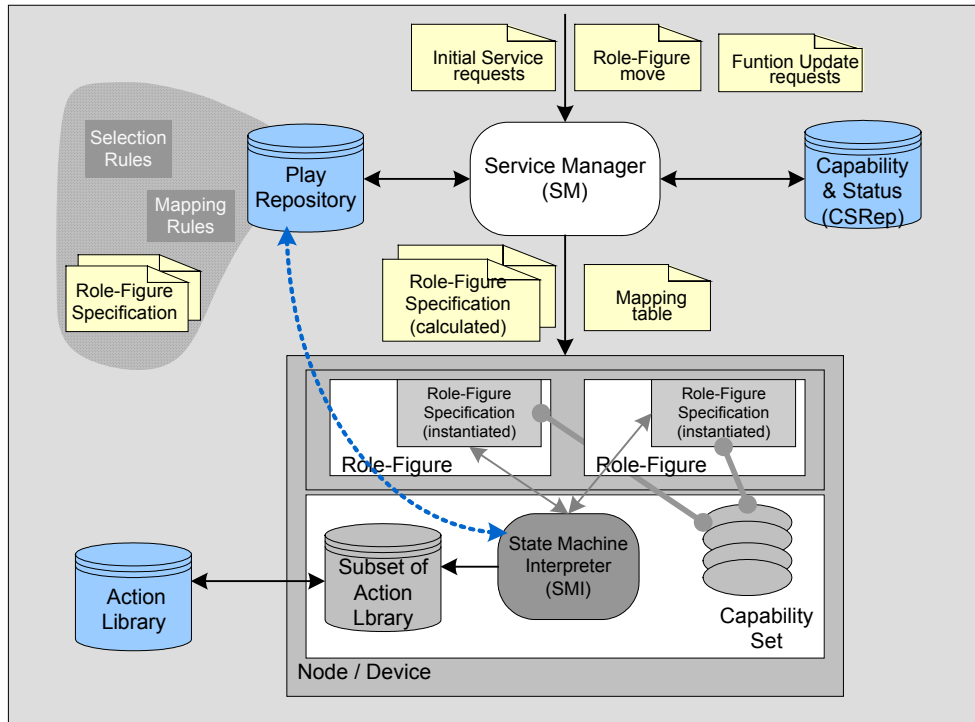 Initial Service
requests
Role-Figure
move
Funtion Update
requests
Selection
Rules
Mapping
Rules
Play
Repository
Service Manager
(SM)
Capability
& Status
(CSRep)
Role-Figure
Specification
Role-Figure
Specification
(calculated)
Mapping
table
Role-Figure
Specification
(instantiated)
Role-Figure
Role-Figure
Specification
(instantiated)
Role-Figure
Action
Library
Subset of
Action
Lbrary
State Machine
Interpreter
(SMI)
Capability
Set
Node / Device